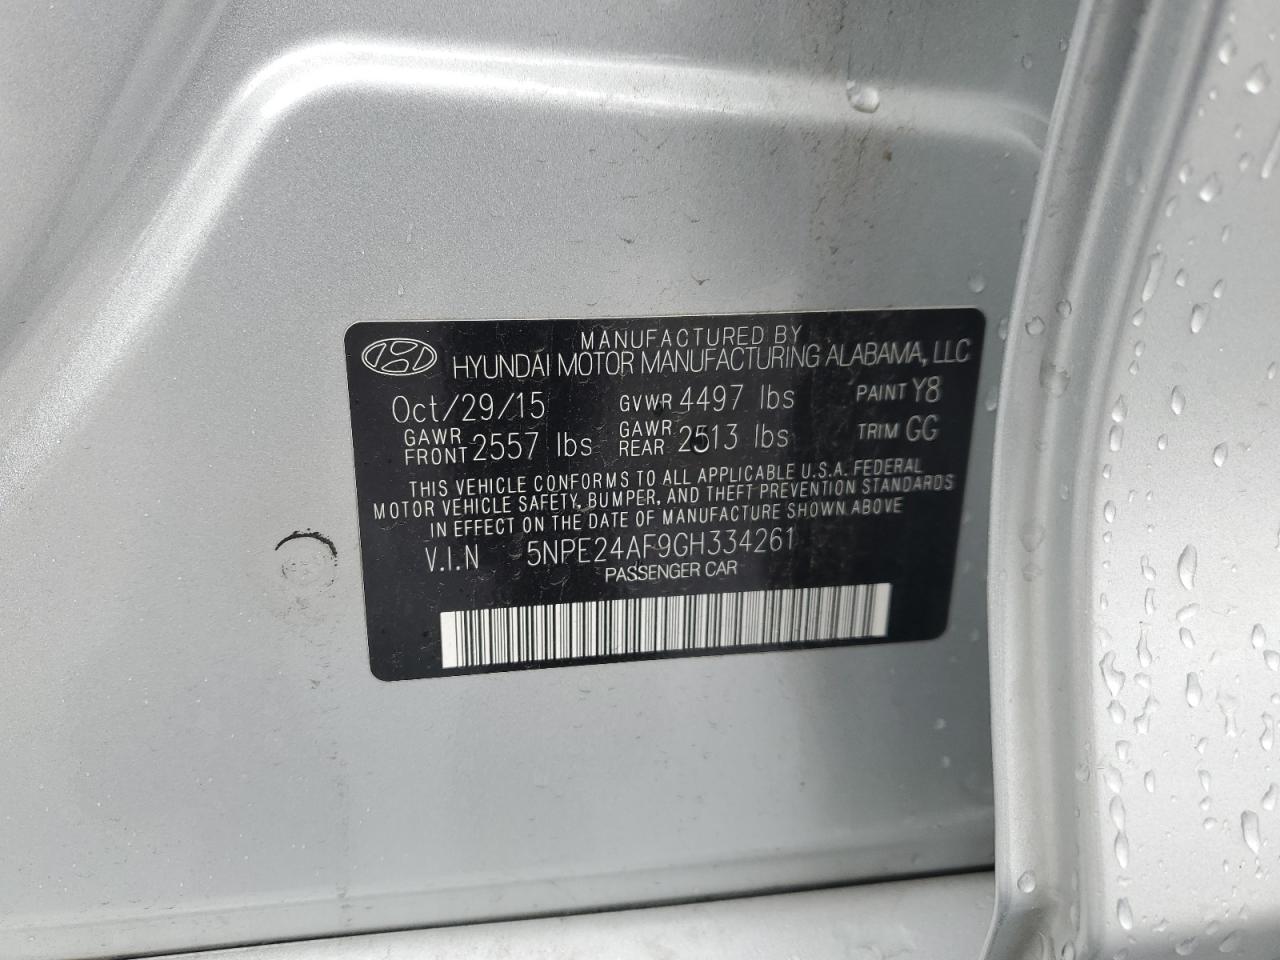 MANUFACTURED BY
HYUNDAI MOTOR MANUFACTURING ALABAMA, LLC
Oct/29/15 GVWR 4497 lbs PAINT Y8
GAWR FRONT 2557 lbs GAWR REAR 2513 lbs TRIM GG
THIS VEHICLE CONFORMS TO ALL APPLICABLE U.S.A. FEDERAL
MOTOR VEHICLE SAFETY, BUMPER, AND THEFT PREVENTION STANDARDS
IN EFFECT ON THE DATE OF MANUFACTURE SHOWN ABOVE
V.I.N 5NPE24AF9GH334261
PASSENGER CAR